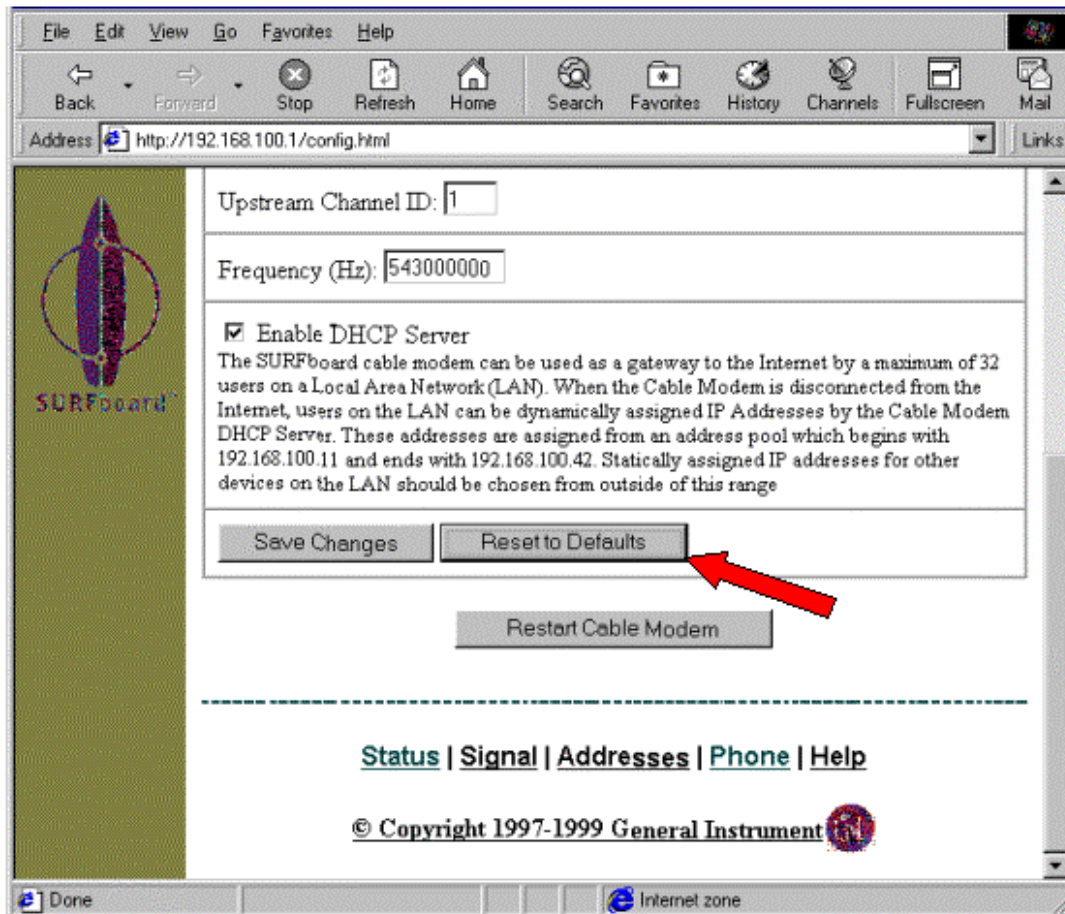 File Edit View Go Favorites Help
Back Forward Stop Refresh Home Search Favorites History Channels Fullscreen Mail
Address http://192.168.100.1/config.html Links
SURFboard
Upstream Channel ID: 1
Frequency (Hz): 543000000
Enable DHCP Server
The SURFboard cable modem can be used as a gateway to the Internet by a maximum of 32
users on a Local Area Network (LAN). When the Cable Modem is disconnected from the
Internet, users on the LAN can be dynamically assigned IP Addresses by the Cable Modem
DHCP Server. These addresses are assigned from an address pool which begins with
192.168.100.11 and ends with 192.168.100.42. Statically assigned IP addresses for other
devices on the LAN should be chosen from outside of this range
Save Changes Reset to Defaults
Restart Cable Modem
Status | Signal | Addresses | Phone | Help
© Copyright 1997-1999 General Instrument
Done Internet zone